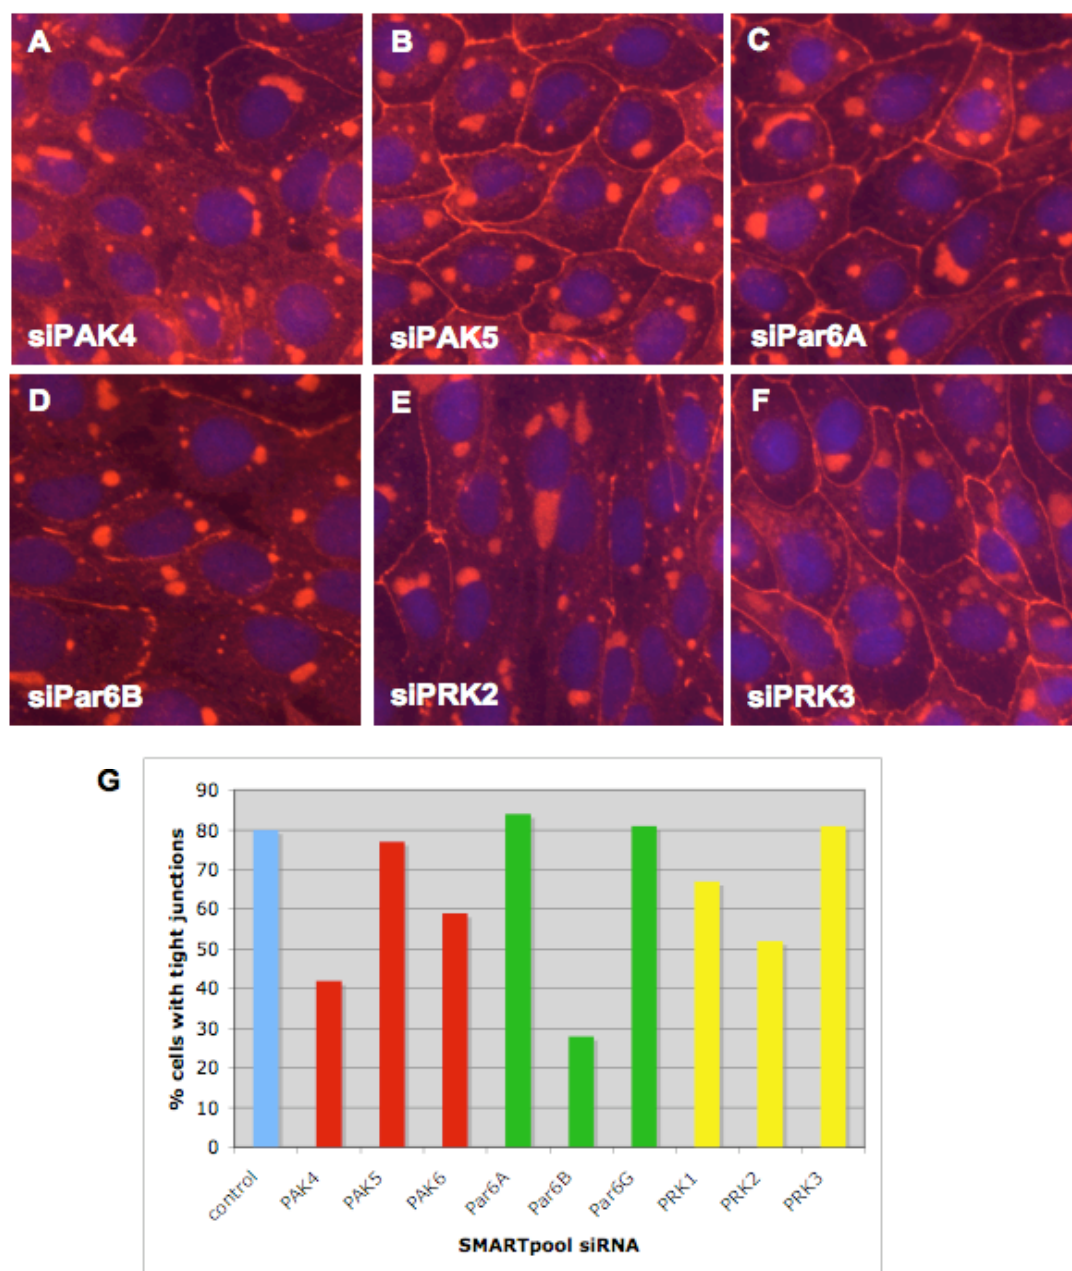 A
B
C
siPAK4
siPAK5
siPar6A
D
E
F
siPar6B
siPRK2
siPRK3
G
90
80
70
60
50
40
30
20
10
0
% cells with tight junctions
control
PAK4
PAK5
PAK6
Par6A
Par6B
Par6G
PRK1
PRK2
PRK3
SMARTpool siRNA